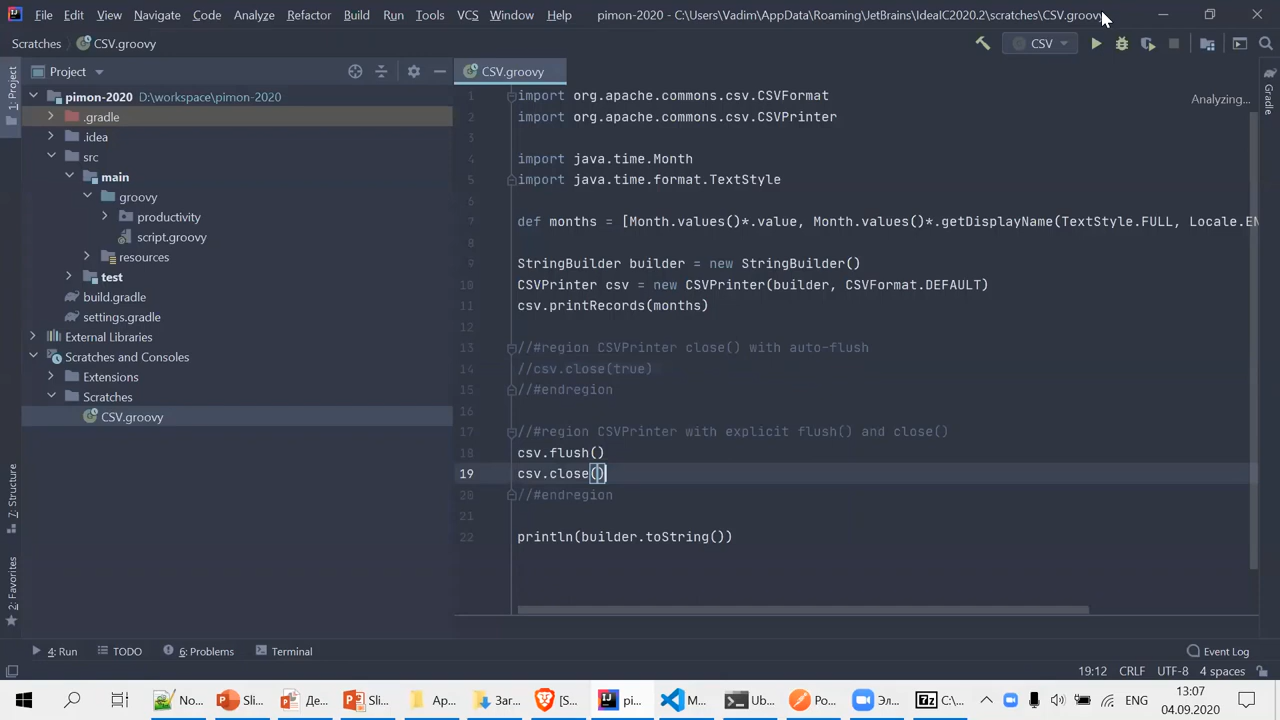 File Edit View Navigate Code Analyze Refactor Build Run Tools VCS Window Help pimon-2020 - C:\Users\Vadim\AppData\Roaming\JetBrains\IdeaIC2020.2\scratches\CSV.groovy
Scratches CSV.groovy CSV
1: Project
Project
CSV.groovy
Gradle
pimon-2020 D:\workspace\pimon-2020
.gradle
.idea
src
main
groovy
productivity
script.groovy
resources
test
build.gradle
settings.gradle
External Libraries
Scratches and Consoles
Extensions
Scratches
CSV.groovy
7: Structure
2: Favorites
Analyzing...
1 import org.apache.commons.csv.CSVFormat
2 import org.apache.commons.csv.CSVPrinter
3
4 import java.time.Month
5 import java.time.format.TextStyle
6
7 def months = [Month.values()*.value, Month.values()*.getDisplayName(TextStyle.FULL, Locale.EN
8
9 StringBuilder builder = new StringBuilder()
10 CSVPrinter csv = new CSVPrinter(builder, CSVFormat.DEFAULT)
11 csv.printRecords(months)
12
13 //#region CSVPrinter close() with auto-flush
14 //csv.close(true)
15 //#endregion
16
17 //#region CSVPrinter with explicit flush() and close()
18 csv.flush()
19 csv.close()
20 //#endregion
21
22 println(builder.toString())
4: Run TODO 6: Problems Terminal Event Log
19:12 CRLF UTF-8 4 spaces
No... Sli... Де... Sli... Ap... Заг... [S... pi... M... Ub... Po... Эл... C:\... ENG
13:07
04.09.2020